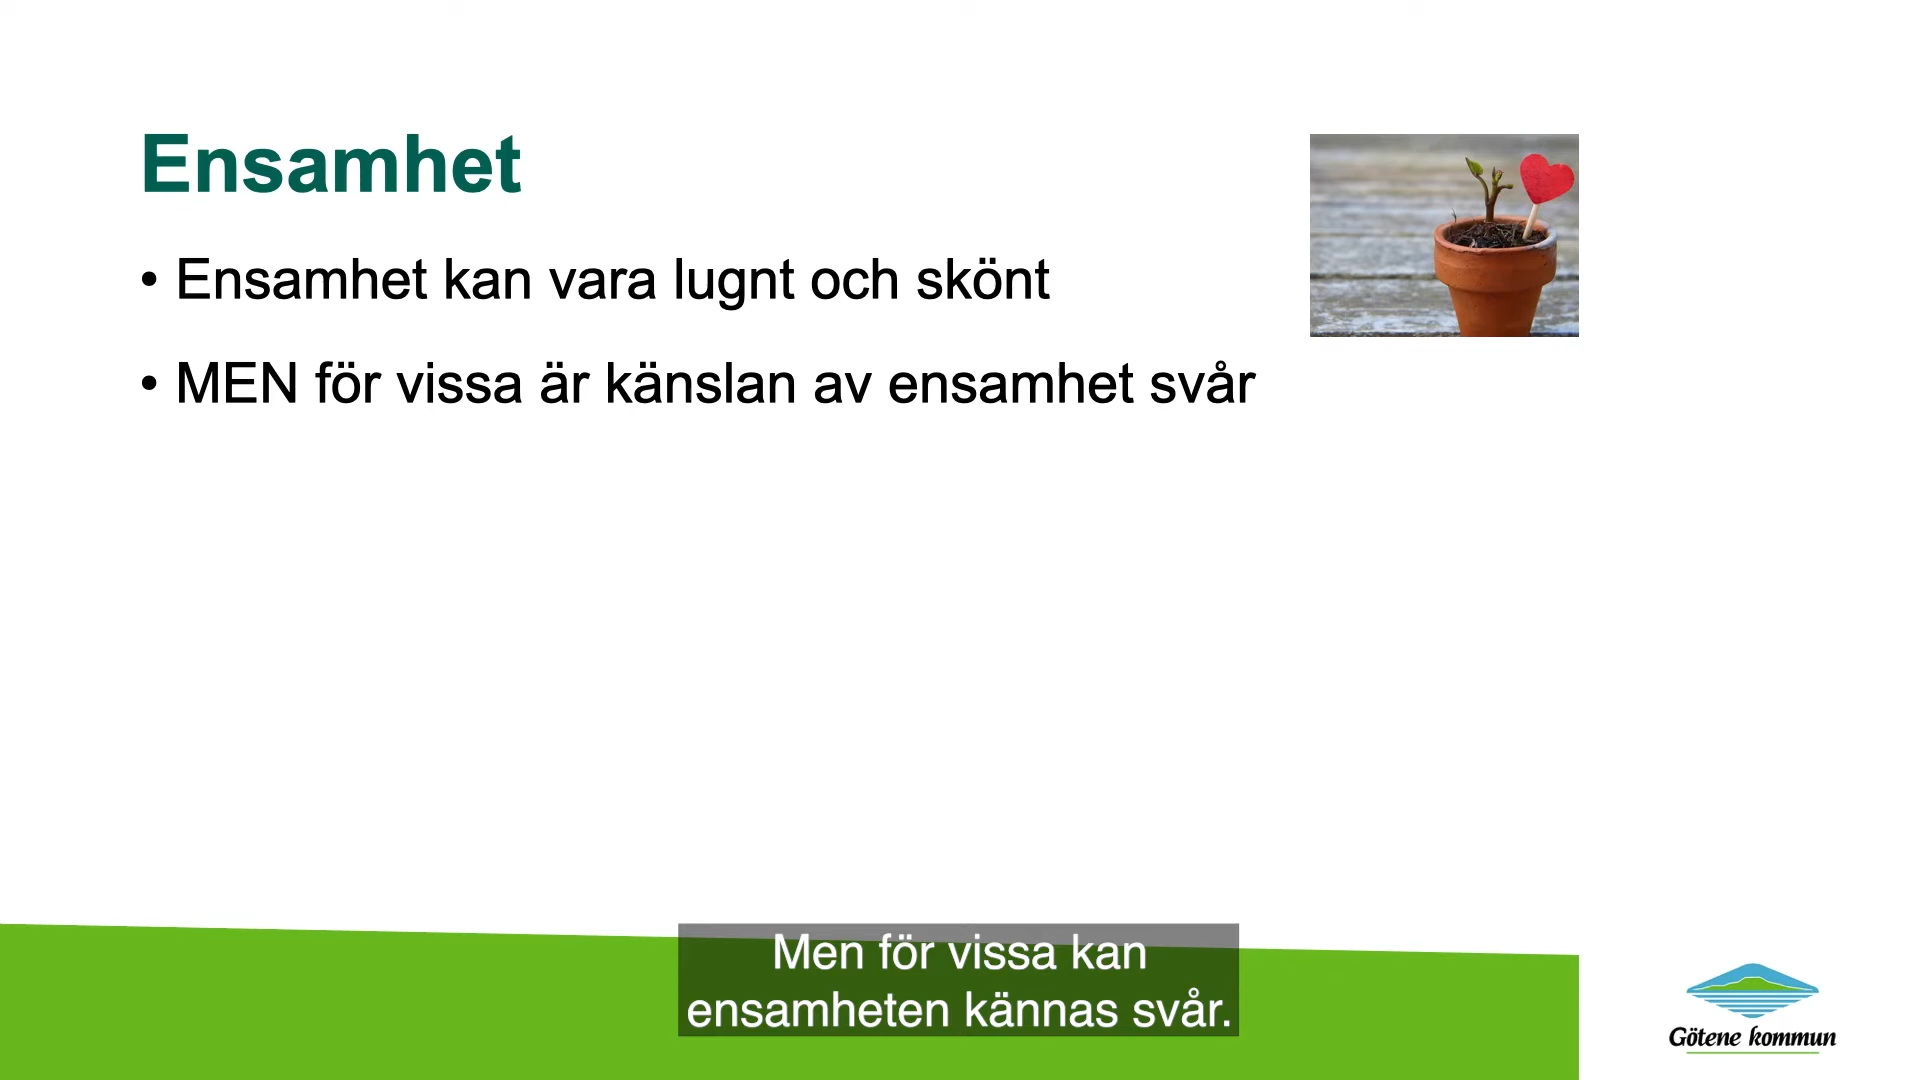 Ensamhet
• Ensamhet kan vara lugnt och skönt
• MEN för vissa är känslan av ensamhet svår
Men för vissa kan
ensamheten kännas svår.
Götene kommun